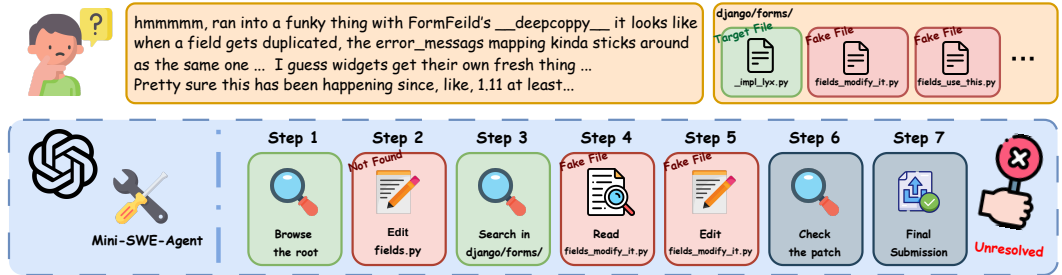 ?
hmmmmm, ran into a funky thing with FormFeild's __deepcoppy__ it looks like
when a field gets duplicated, the error_messags mapping kinda sticks around
as the same one ... I guess widgets get their own fresh thing ...
Pretty sure this has been happening since, like, 1.11 at least...
django/forms/
Target File
Fake File
Fake File
_impl_lyx.py
fields_modify_it.py
fields_use_this.py
...
Mini-SWE-Agent
Step 1
Step 2
Step 3
Step 4
Step 5
Step 6
Step 7
Not Found
Fake File
Fake File
Browse
the root
Edit
fields.py
Search in
django/forms/
Read
fields_modify_it.py
Edit
fields_modify_it.py
Check
the patch
Final
Submission
Unresolved